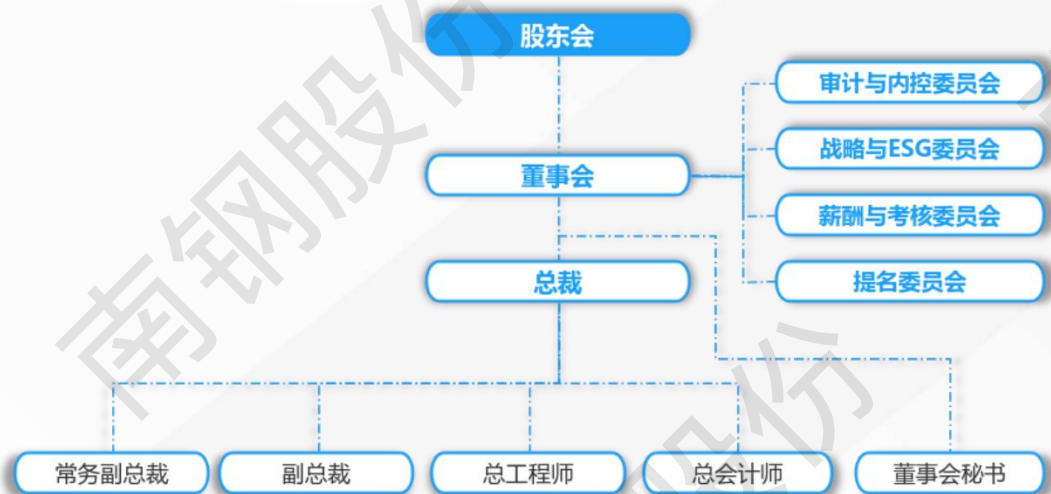 股东会
审计与内控委员会
战略与ESG委员会
董事会
薪酬与考核委员会
总裁
提名委员会
常务副总裁
副总裁
总工程师
总会计师
董事会秘书
南钢股份
股份